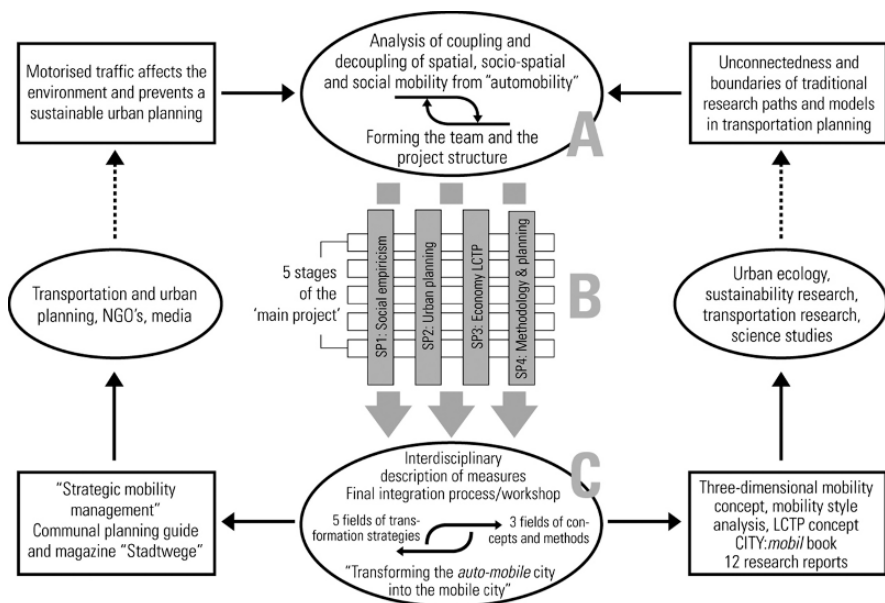 Motorised traffic affects the
environment and prevents a
sustainable urban planning
Analysis of coupling and
decoupling of spatial, socio-spatial
and social mobility from “automobility”
Forming the team and the
project structure
A
Unconnectedness and
boundaries of traditional
research paths and models
in transportation planning
Transportation and urban
planning, NGO’s, media
5 stages
of the
‘main project’
SP1: Social empiricism
SP2: Urban planning
SP3: Economy LCTP
SP4: Methodology & planning
B
Urban ecology,
sustainability research,
transportation research,
science studies
“Strategic mobility
management”
Communal planning guide
and magazine “Stadtwege”
Interdisciplinary
description of measures
Final integration process/workshop
C
5 fields of trans-
formation strategies
3 fields of con-
cepts and methods
“Transforming the auto-mobile city
into the mobile city”
Three-dimensional mobility
concept, mobility style
analysis, LCTP concept
CITY:mobil book
12 research reports